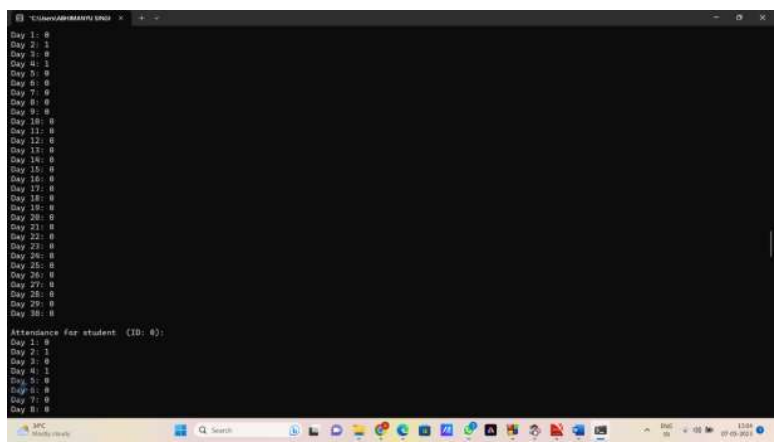 "C:\Users\ABHIMANYU SINGH
Day 1: 0
Day 2: 1
Day 3: 0
Day 4: 1
Day 5: 0
Day 6: 0
Day 7: 0
Day 8: 0
Day 9: 0
Day 10: 0
Day 11: 0
Day 12: 0
Day 13: 0
Day 14: 0
Day 15: 0
Day 16: 0
Day 17: 0
Day 18: 0
Day 19: 0
Day 20: 0
Day 21: 0
Day 22: 0
Day 23: 0
Day 24: 0
Day 25: 0
Day 26: 0
Day 27: 0
Day 28: 0
Day 29: 0
Day 30: 0
Attendance for student (ID: 0):
Day 1: 0
Day 2: 1
Day 3: 0
Day 4: 1
Day 5: 0
Day 6: 0
Day 7: 0
Day 8: 0
Mostly cloudy
Search
ENG
IN